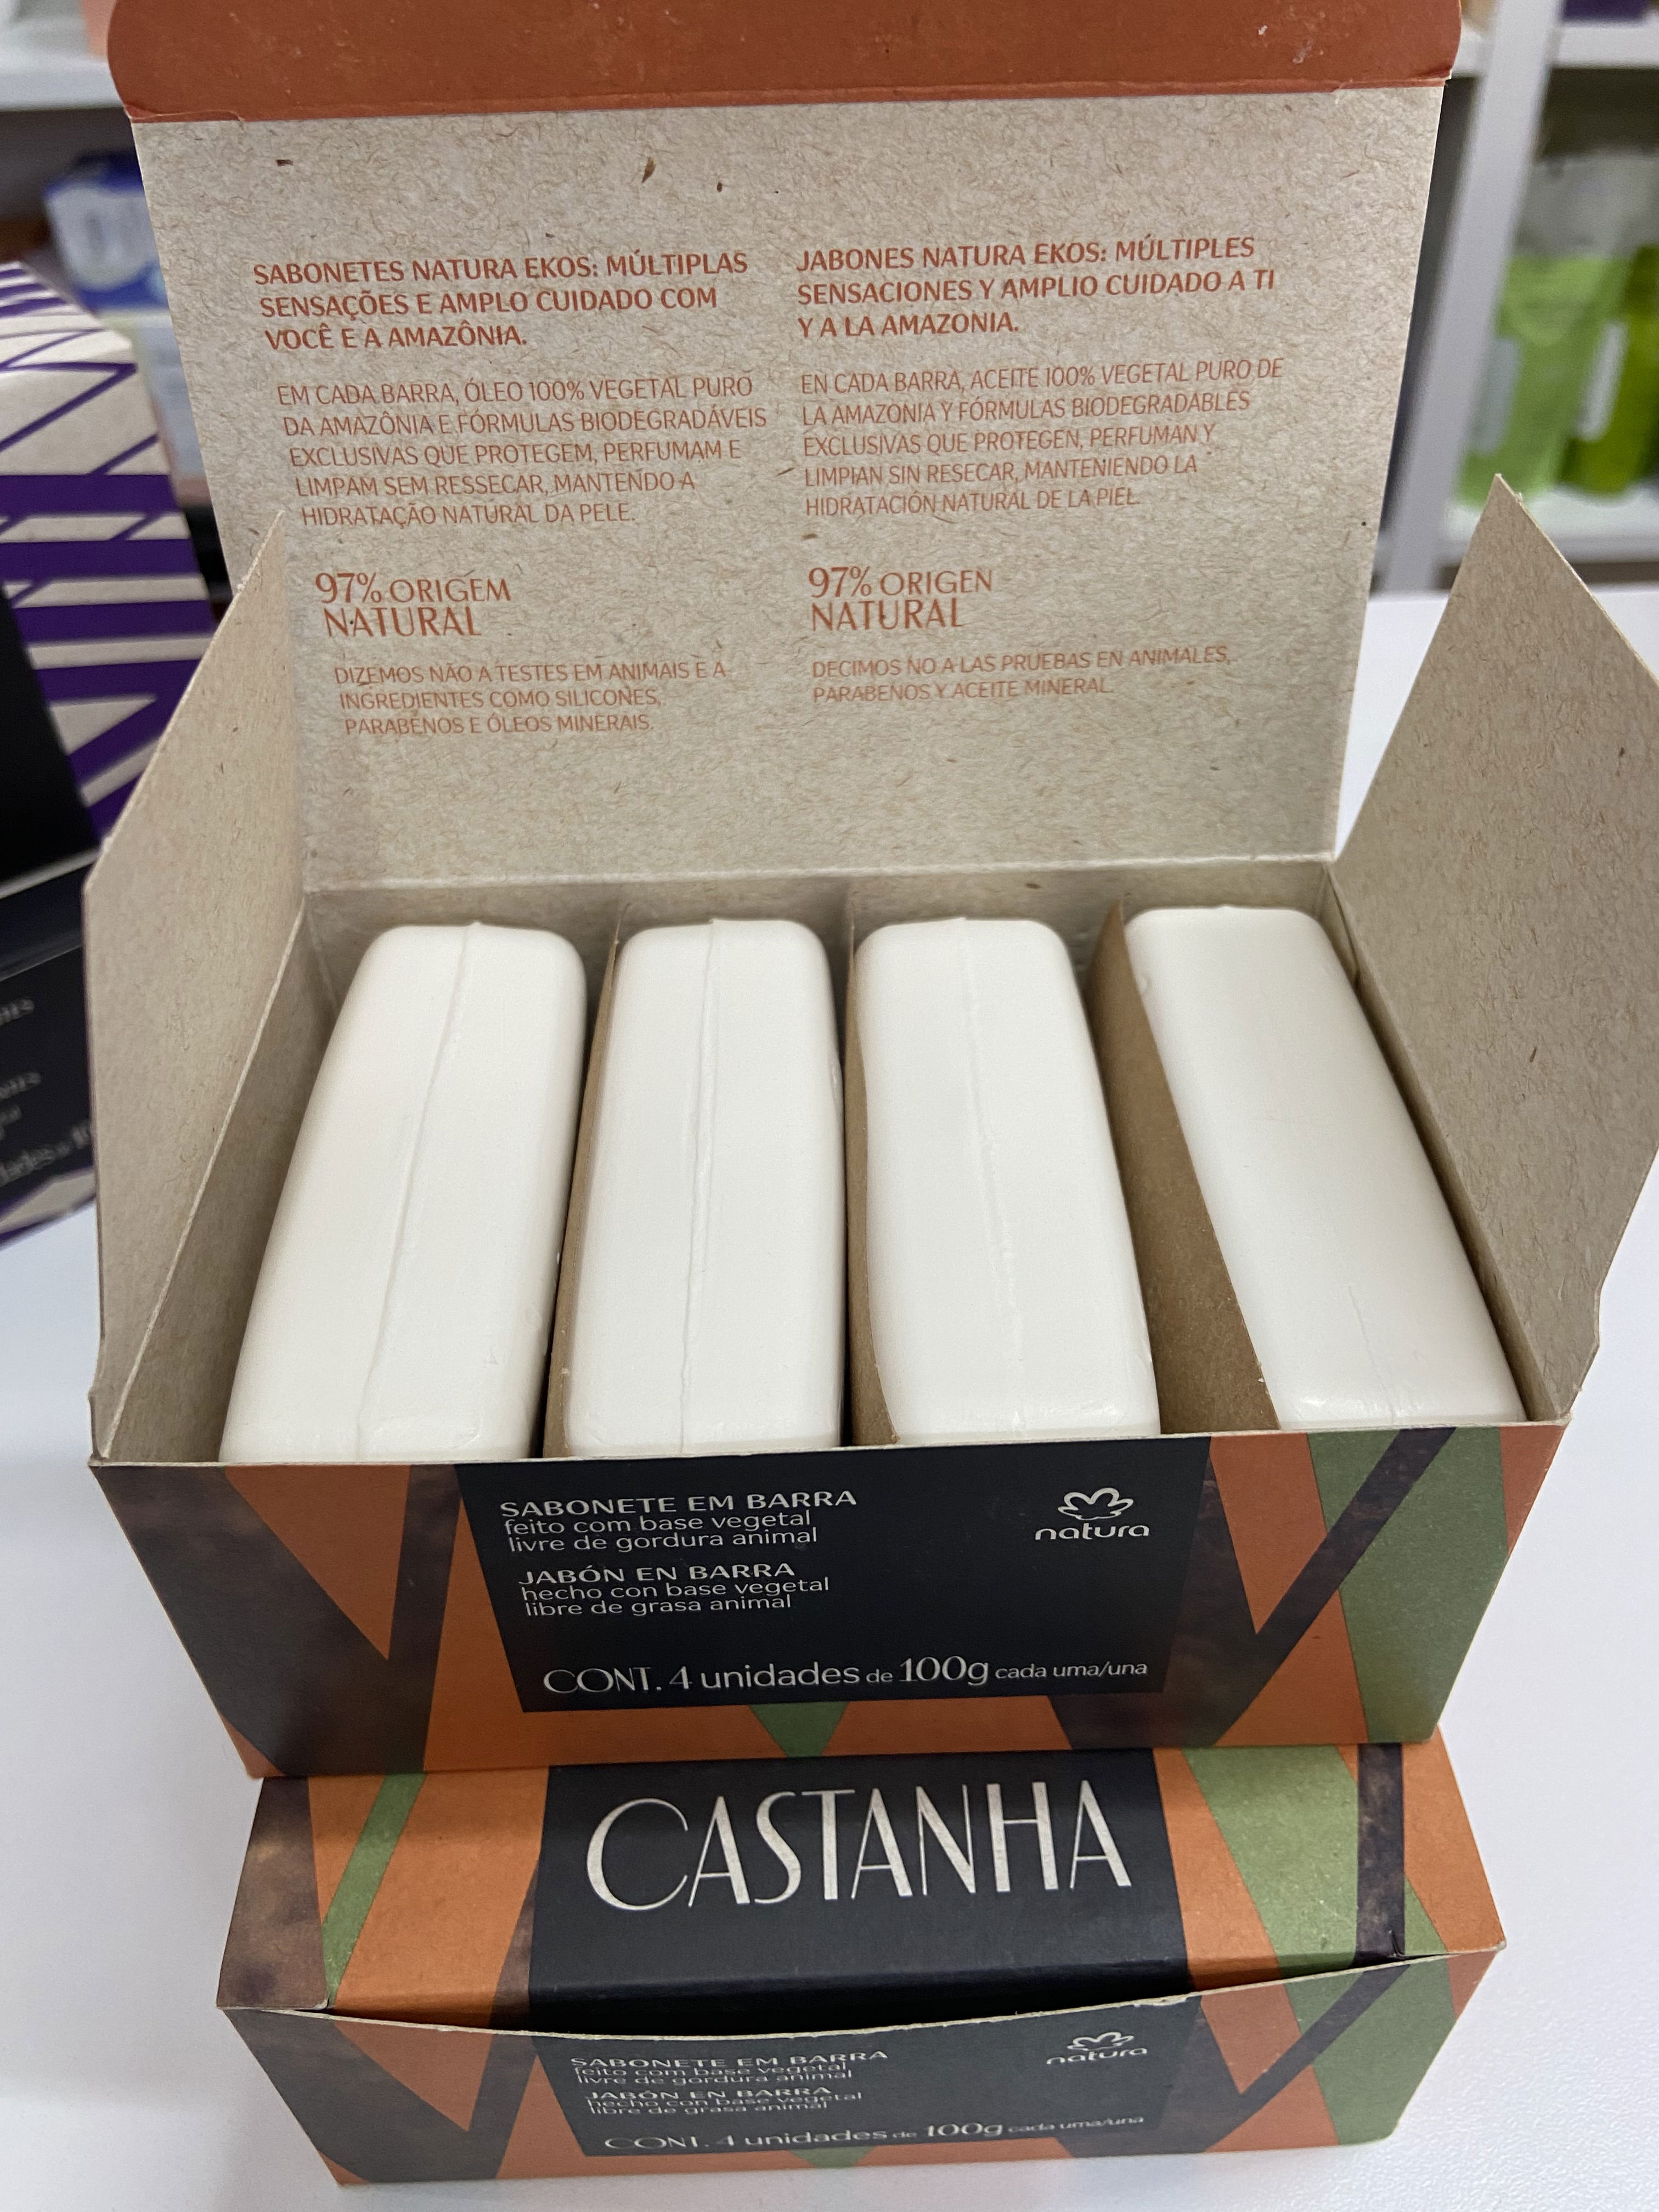 SABONETES NATURA EKOS: MÚLTIPLAS
SENSAÇÕES E AMPLO CUIDADO COM
VOCÊ E A AMAZÔNIA.
EM CADA BARRA, ÓLEO 100% VEGETAL PURO
DA AMAZÔNIA E FÓRMULAS BIODEGRADÁVEIS
EXCLUSIVAS QUE PROTEGEM, PERFUMAM E
LIMPAM SEM RESSECAR, MANTENDO A
HIDRATAÇÃO NATURAL DA PELE.
97% ORIGEM
NATURAL
DIZEMOS NÃO A TESTES EM ANIMAIS E A
INGREDIENTES COMO SILICONES,
PARABENOS E ÓLEOS MINERAIS.
JABONES NATURA EKOS: MÚLTIPLES
SENSACIONES Y AMPLIO CUIDADO A TI
Y A LA AMAZONIA.
EN CADA BARRA, ACEITE 100% VEGETAL PURO DE
LA AMAZONIA Y FÓRMULAS BIODEGRADABLES
EXCLUSIVAS QUE PROTEGEN, PERFUMAN Y
LIMPIAN SIN RESECAR, MANTENIENDO LA
HIDRATACIÓN NATURAL DE LA PIEL.
97% ORIGEN
NATURAL
DECIMOS NO A LAS PRUEBAS EN ANIMALES,
PARABENOS Y ACEITE MINERAL.
SABONETE EM BARRA
feito com base vegetal
livre de gordura animal
JABÓN EN BARRA
hecho con base vegetal
libre de grasa animal
natura
CONT. 4 unidades de 100g cada uma/una
CASTANHA
SABONETE EM BARRA
feito com base vegetal
livre de gordura animal
JABÓN EN BARRA
hecho con base vegetal
libre de grasa animal
natura
CONT. 4 unidades de 100g cada uma/una